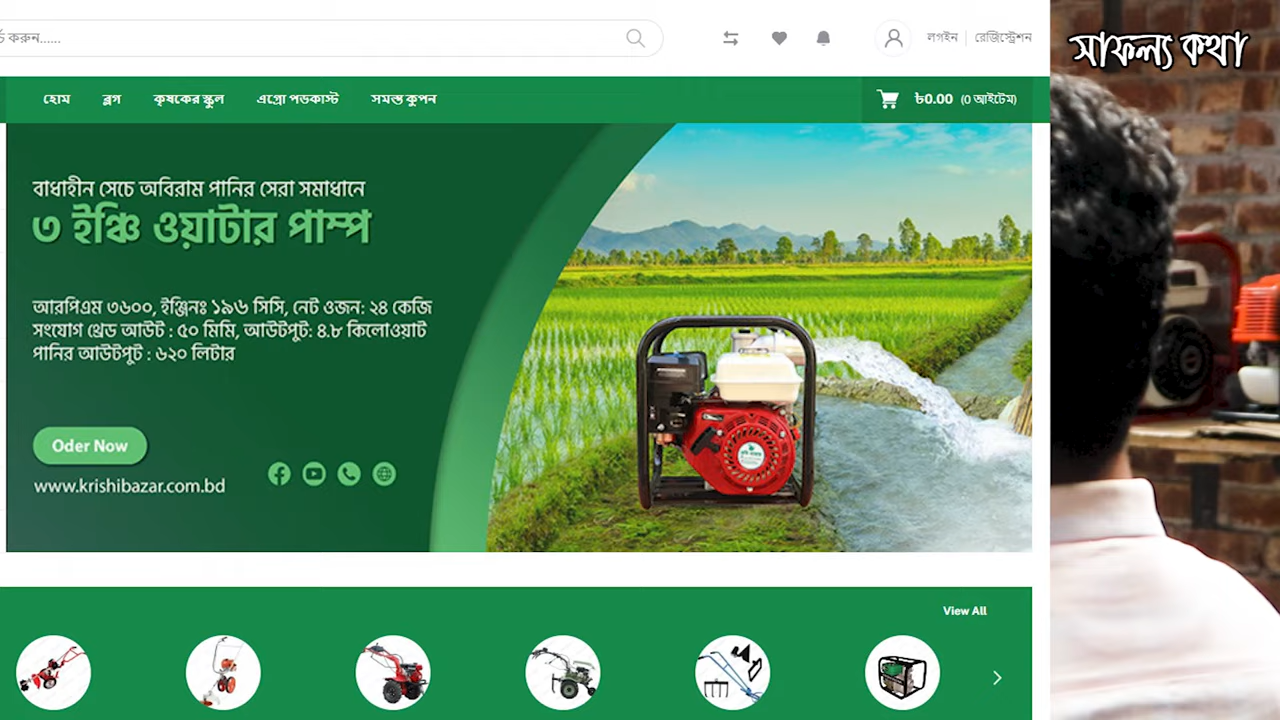 করুন......
লগইন
রেজিস্ট্রেশন
সাফল্য কথা
হোম
ব্লগ
কৃষকের স্কুল
এগ্রো পডকাস্ট
সমস্ত কুপন
৳0.00 (0 আইটেম)
বাধাহীন সেচে অবিরাম পানির সেরা সমাধানে
৩ ইঞ্চি ওয়াটার পাম্প
আরপিএম ৩৬০০, ইঞ্জিনঃ ১৯৬ সিসি, নেট ওজন: ২৪ কেজি
সংযোগ থ্রেড আউট : ৫০ মিমি, আউটপুট: ৪.৮ কিলোওয়াট
পানির আউটপুট : ৬২০ লিটার
Oder Now
www.krishibazar.com.bd
View All